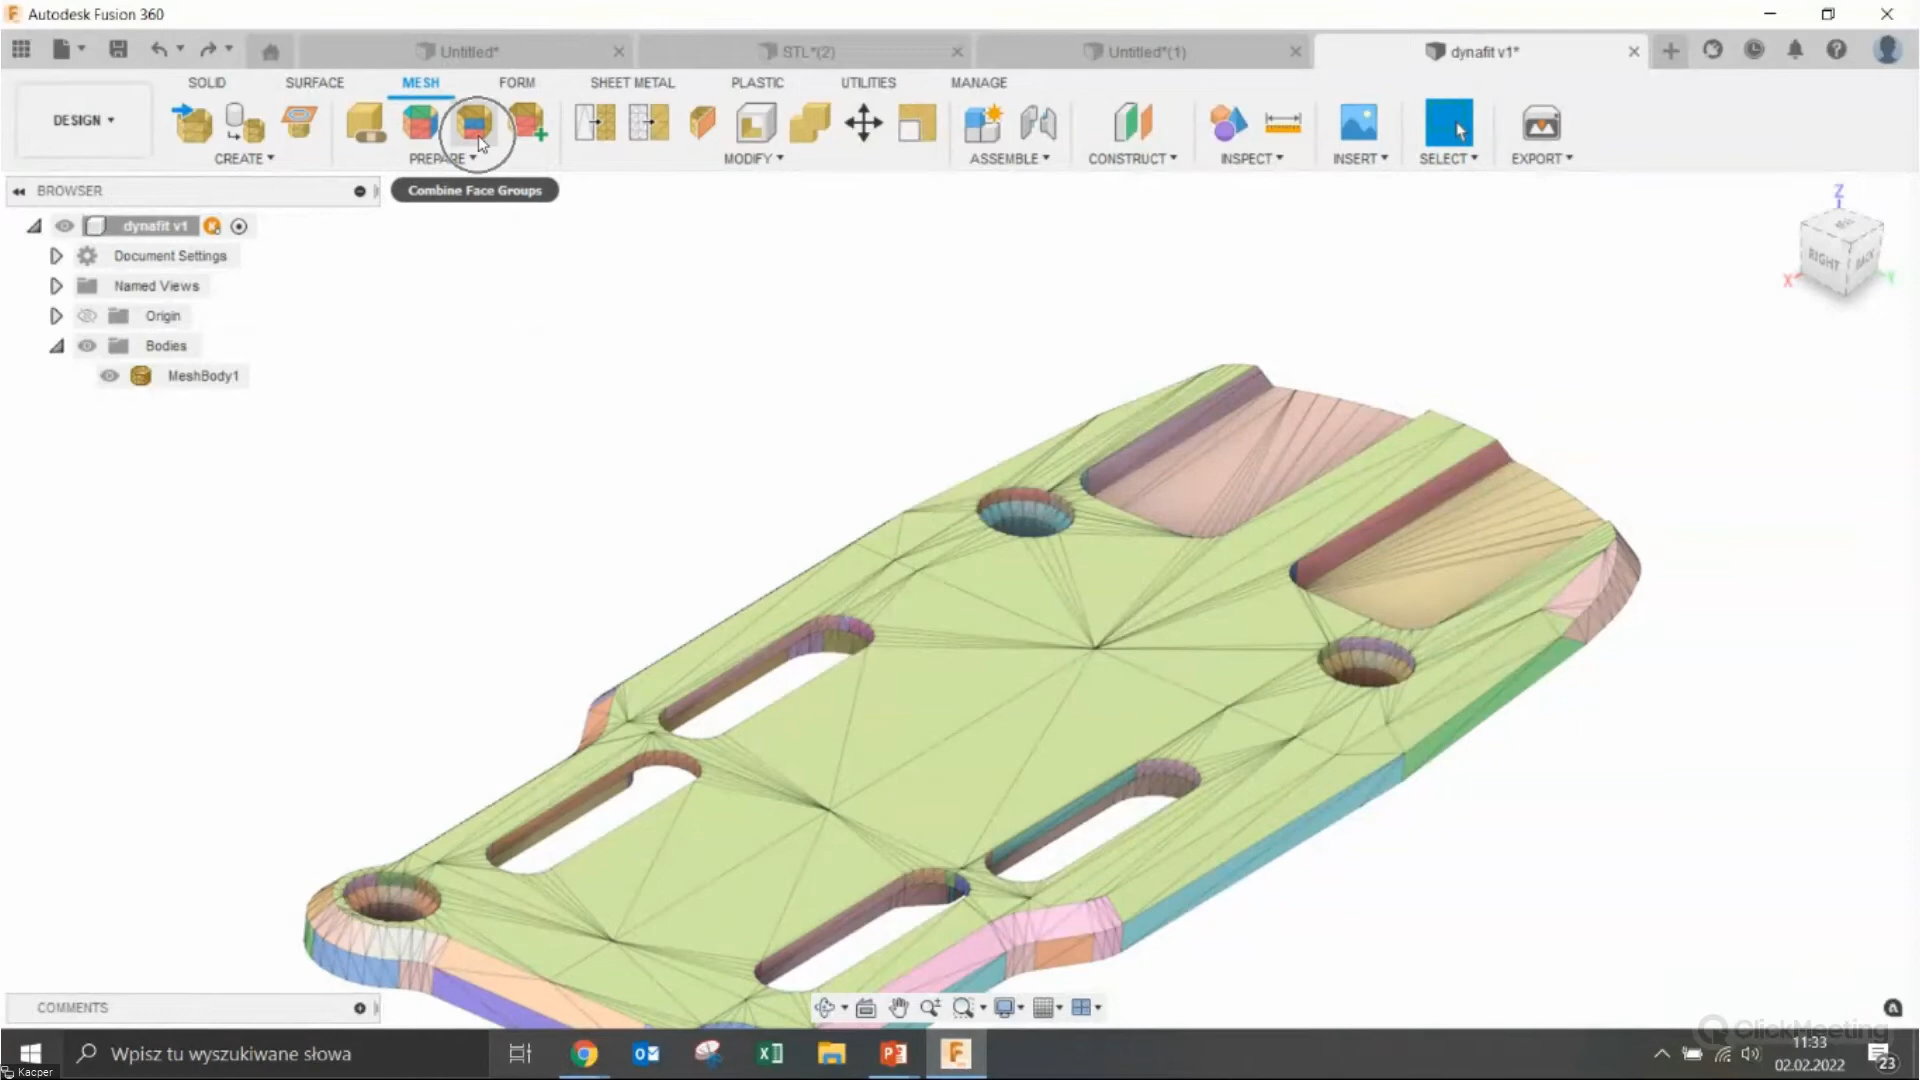 Autodesk Fusion 360
Untitled*
STL*(2)
Untitled*(1)
dynafit v1*
SOLID
SURFACE
MESH
FORM
SHEET METAL
PLASTIC
UTILITIES
MANAGE
DESIGN
CREATE
PREPARE
MODIFY
ASSEMBLE
CONSTRUCT
INSPECT
INSERT
SELECT
EXPORT
BROWSER
Combine Face Groups
dynafit v1
Document Settings
Named Views
Origin
Bodies
MeshBody1
Z
RIGHT
BACK
X
Y
COMMENTS
ClickMeeting
Wpisz tu wyszukiwane słowa
11:33
02.02.2022
23
Kacper